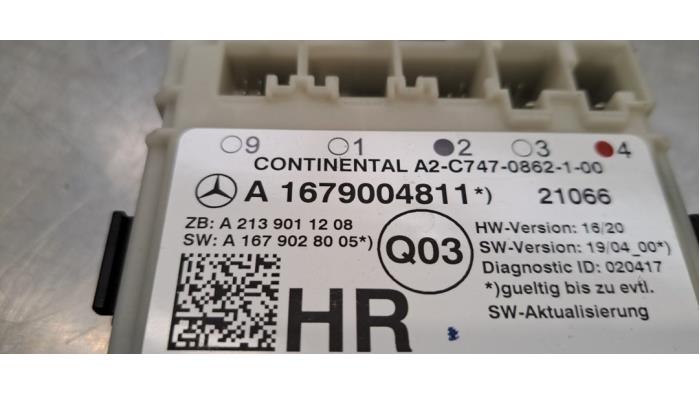 9 1 2 3 4
CONTINENTAL A2-C747-0862-1-00
A 1679004811*) 21066
ZB: A 213 901 12 08
SW: A 167 902 80 05*)
Q03
HW-Version: 16/20
SW-Version: 19/04_00*)
Diagnostic ID: 020417
*)gueltig bis zu evtl.
SW-Aktualisierung
HR